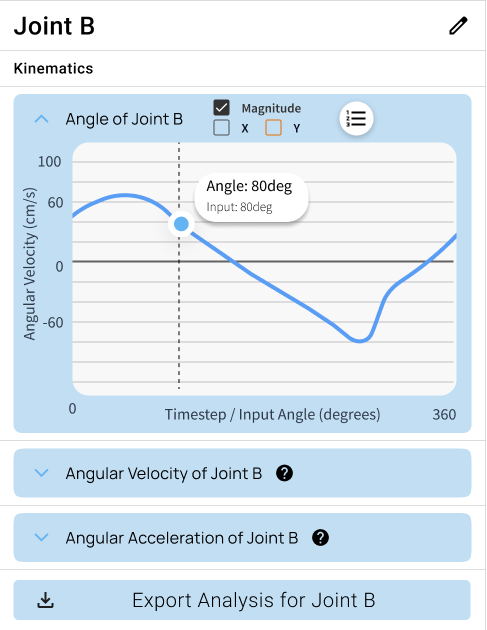 Joint B
Kinematics
Angle of Joint B
Magnitude
X Y
100
60
0
-60
Angular Velocity (cm/s)
Angle: 80deg
Input: 80deg
0 Timestep / Input Angle (degrees) 360
Angular Velocity of Joint B ?
Angular Acceleration of Joint B ?
Export Analysis for Joint B